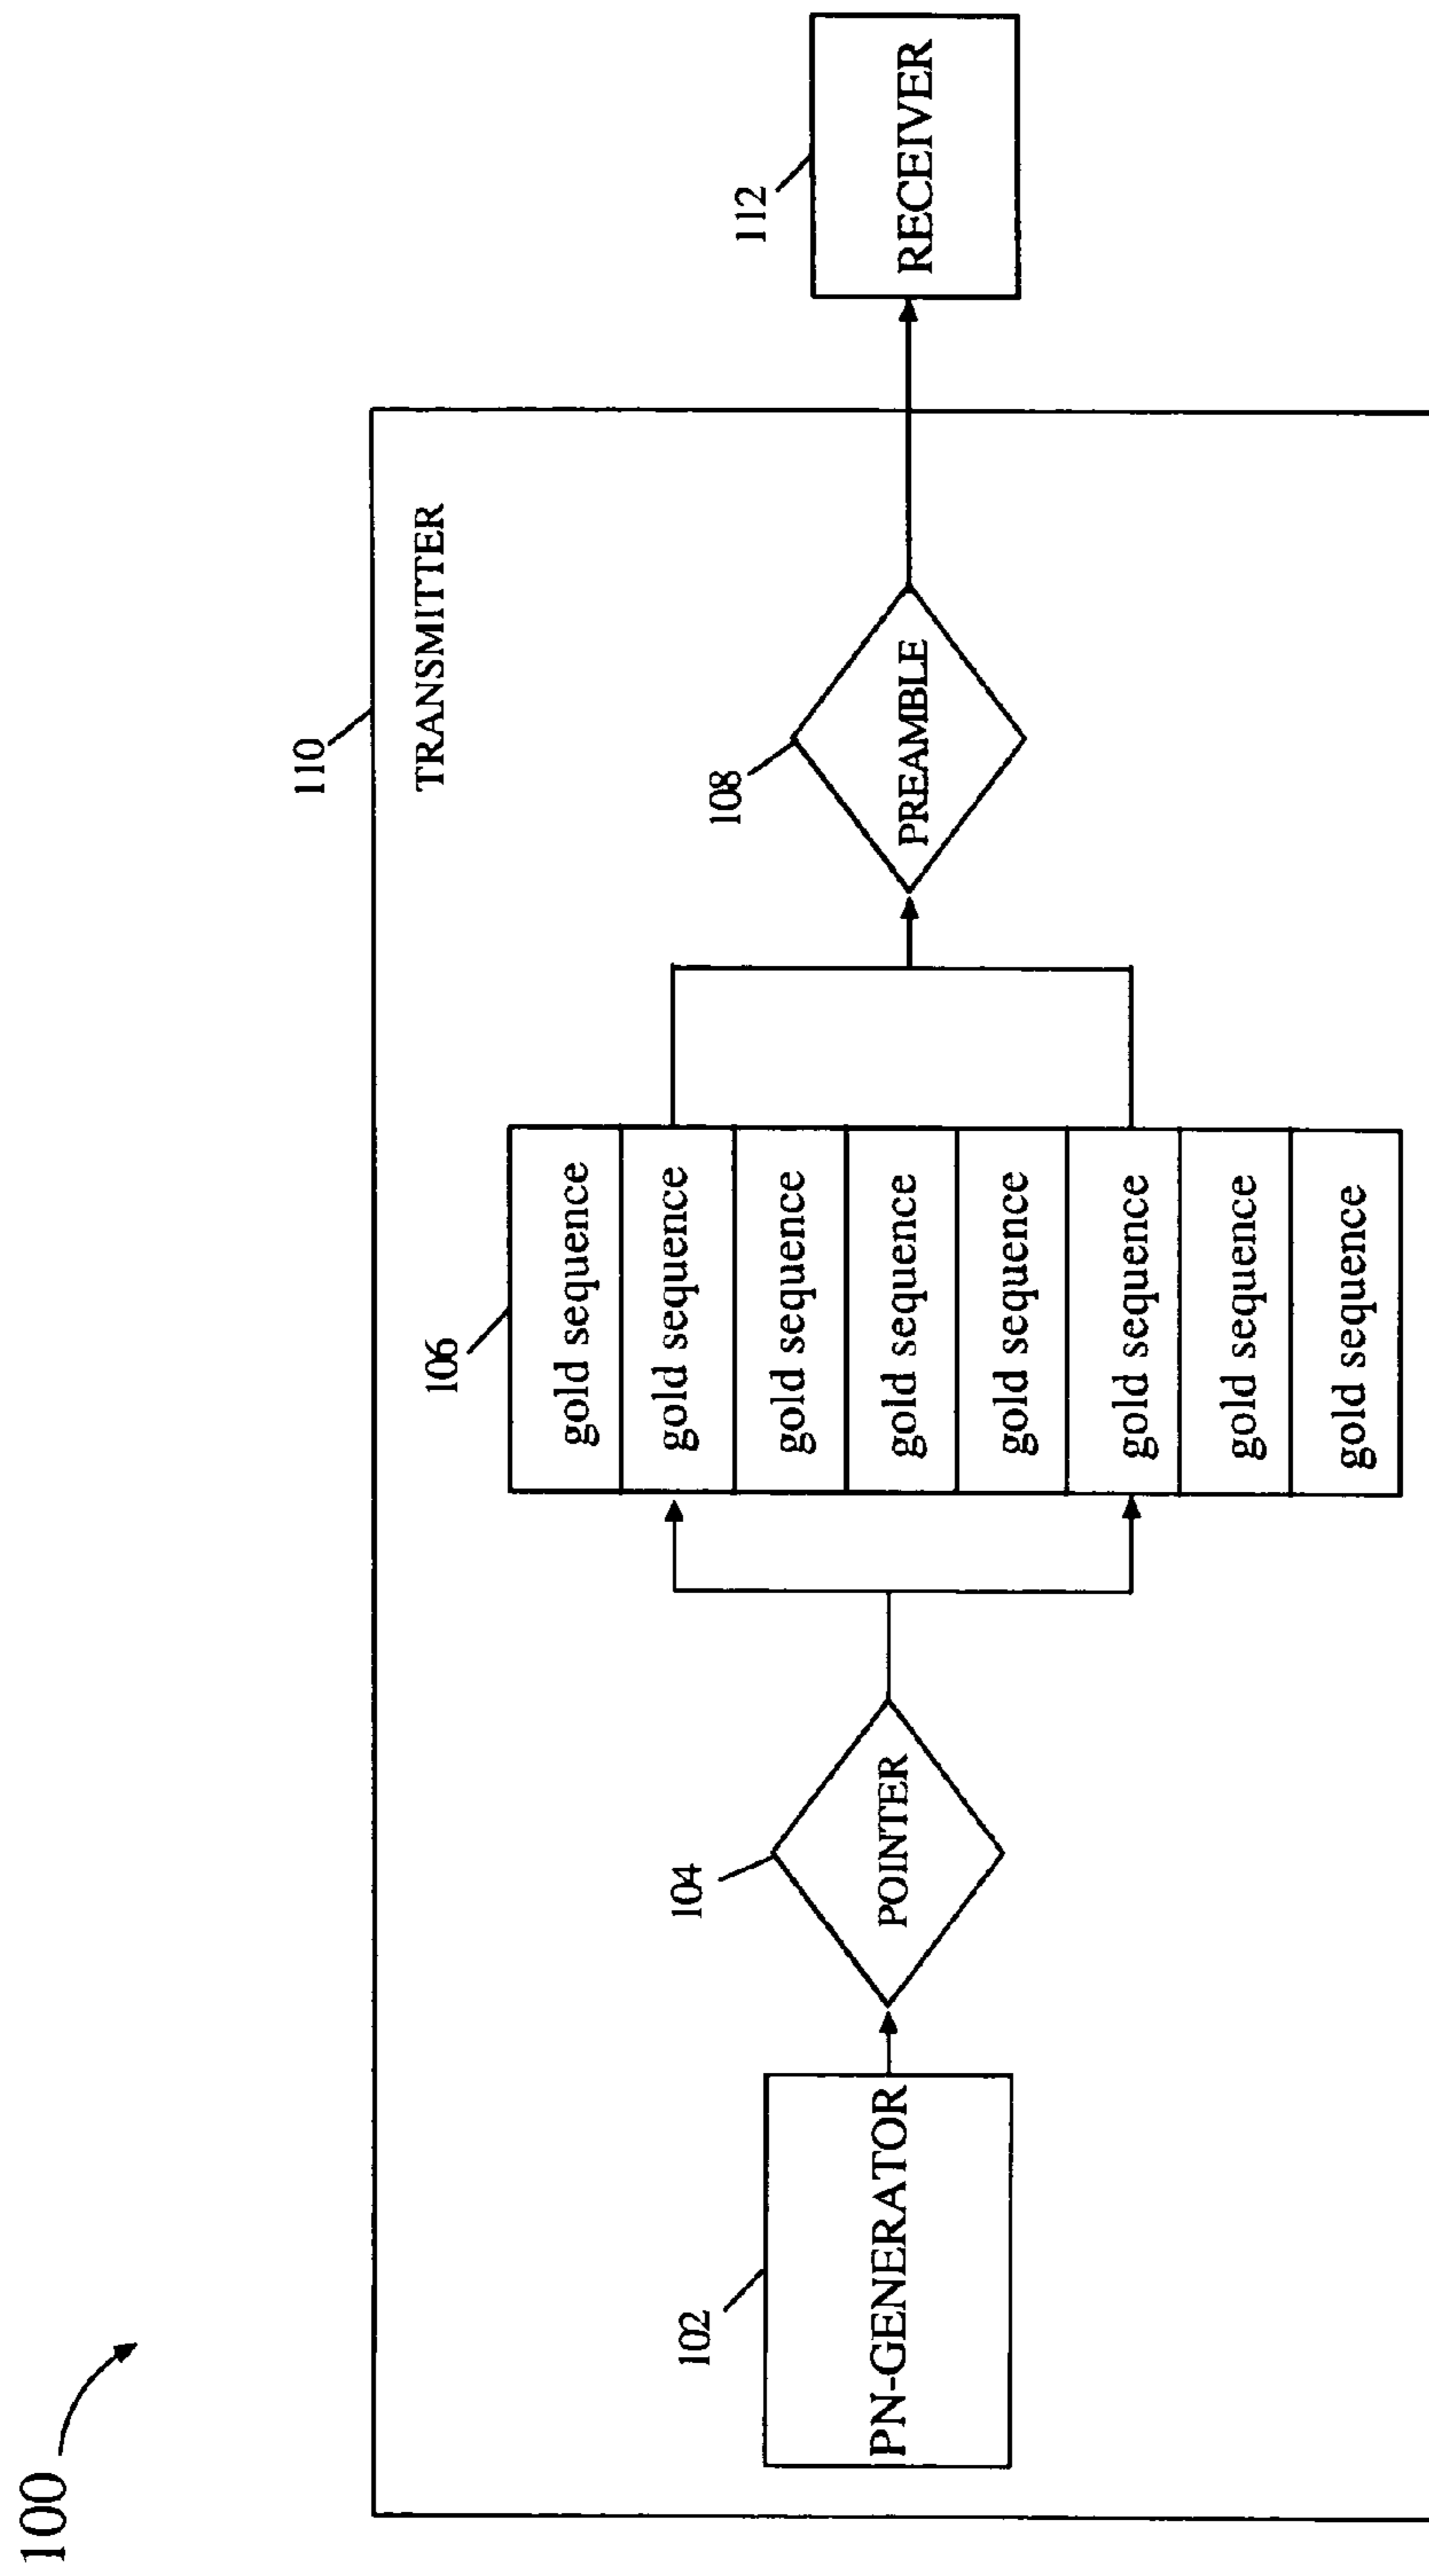 100
110
TRANSMITTER
102
PN-GENERATOR
104
POINTER
106
gold sequence
gold sequence
gold sequence
gold sequence
gold sequence
gold sequence
gold sequence
gold sequence
108
PREAMBLE
112
RECEIVER